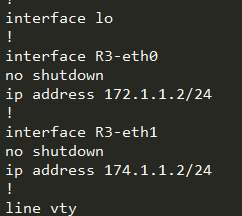 !
interface lo
!
interface R3-eth0
no shutdown
ip address 172.1.1.2/24
!
interface R3-eth1
no shutdown
ip address 174.1.1.2/24
!
line vty